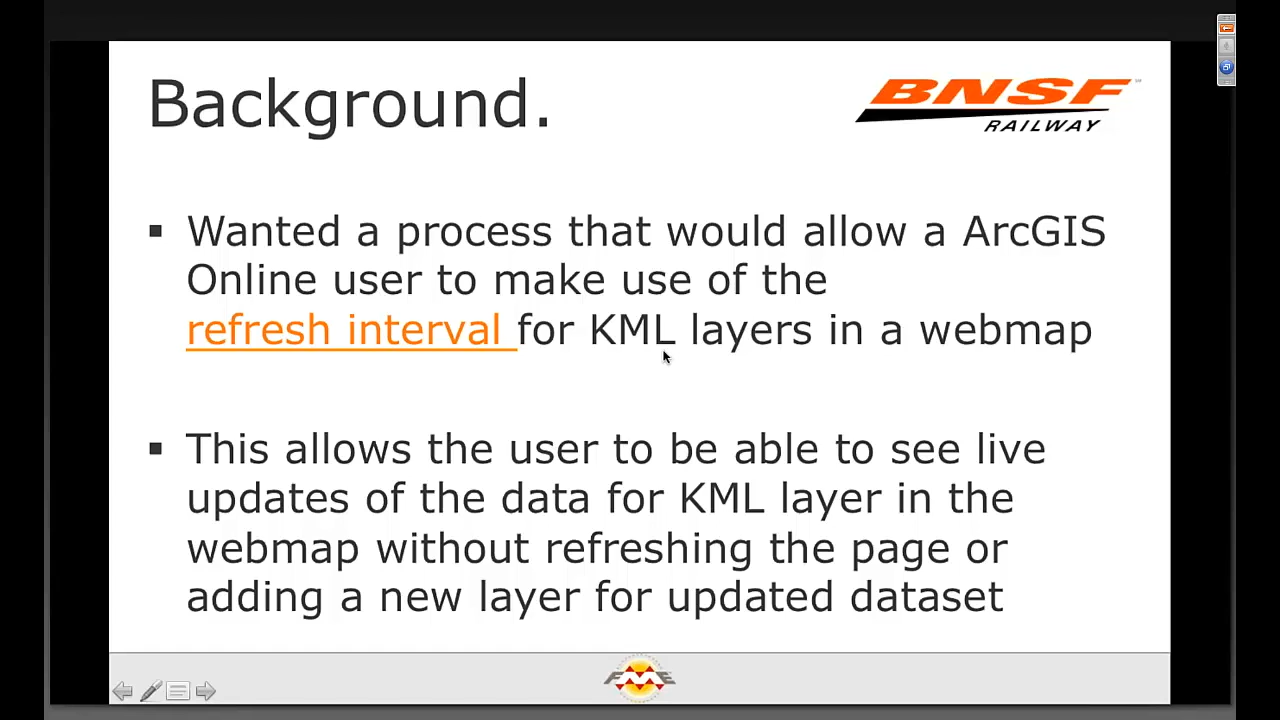 Background.
BNSF
RAILWAY
▪ Wanted a process that would allow a ArcGIS
Online user to make use of the
refresh interval for KML layers in a webmap
▪ This allows the user to be able to see live
updates of the data for KML layer in the
webmap without refreshing the page or
adding a new layer for updated dataset
FME